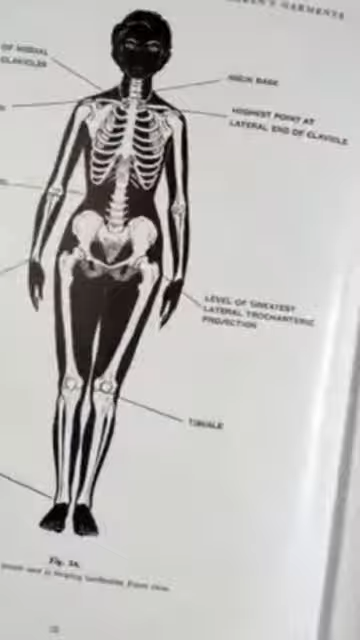 GARMENTS
OF MEDIAL
CLAVICLES
NECK BASE
HIGHEST POINT AT
LATERAL END OF CLAVICLE
LEVEL OF GREATEST
LATERAL TROCHANTERIC
PROJECTION
TIBIALE
Fig. 2A.